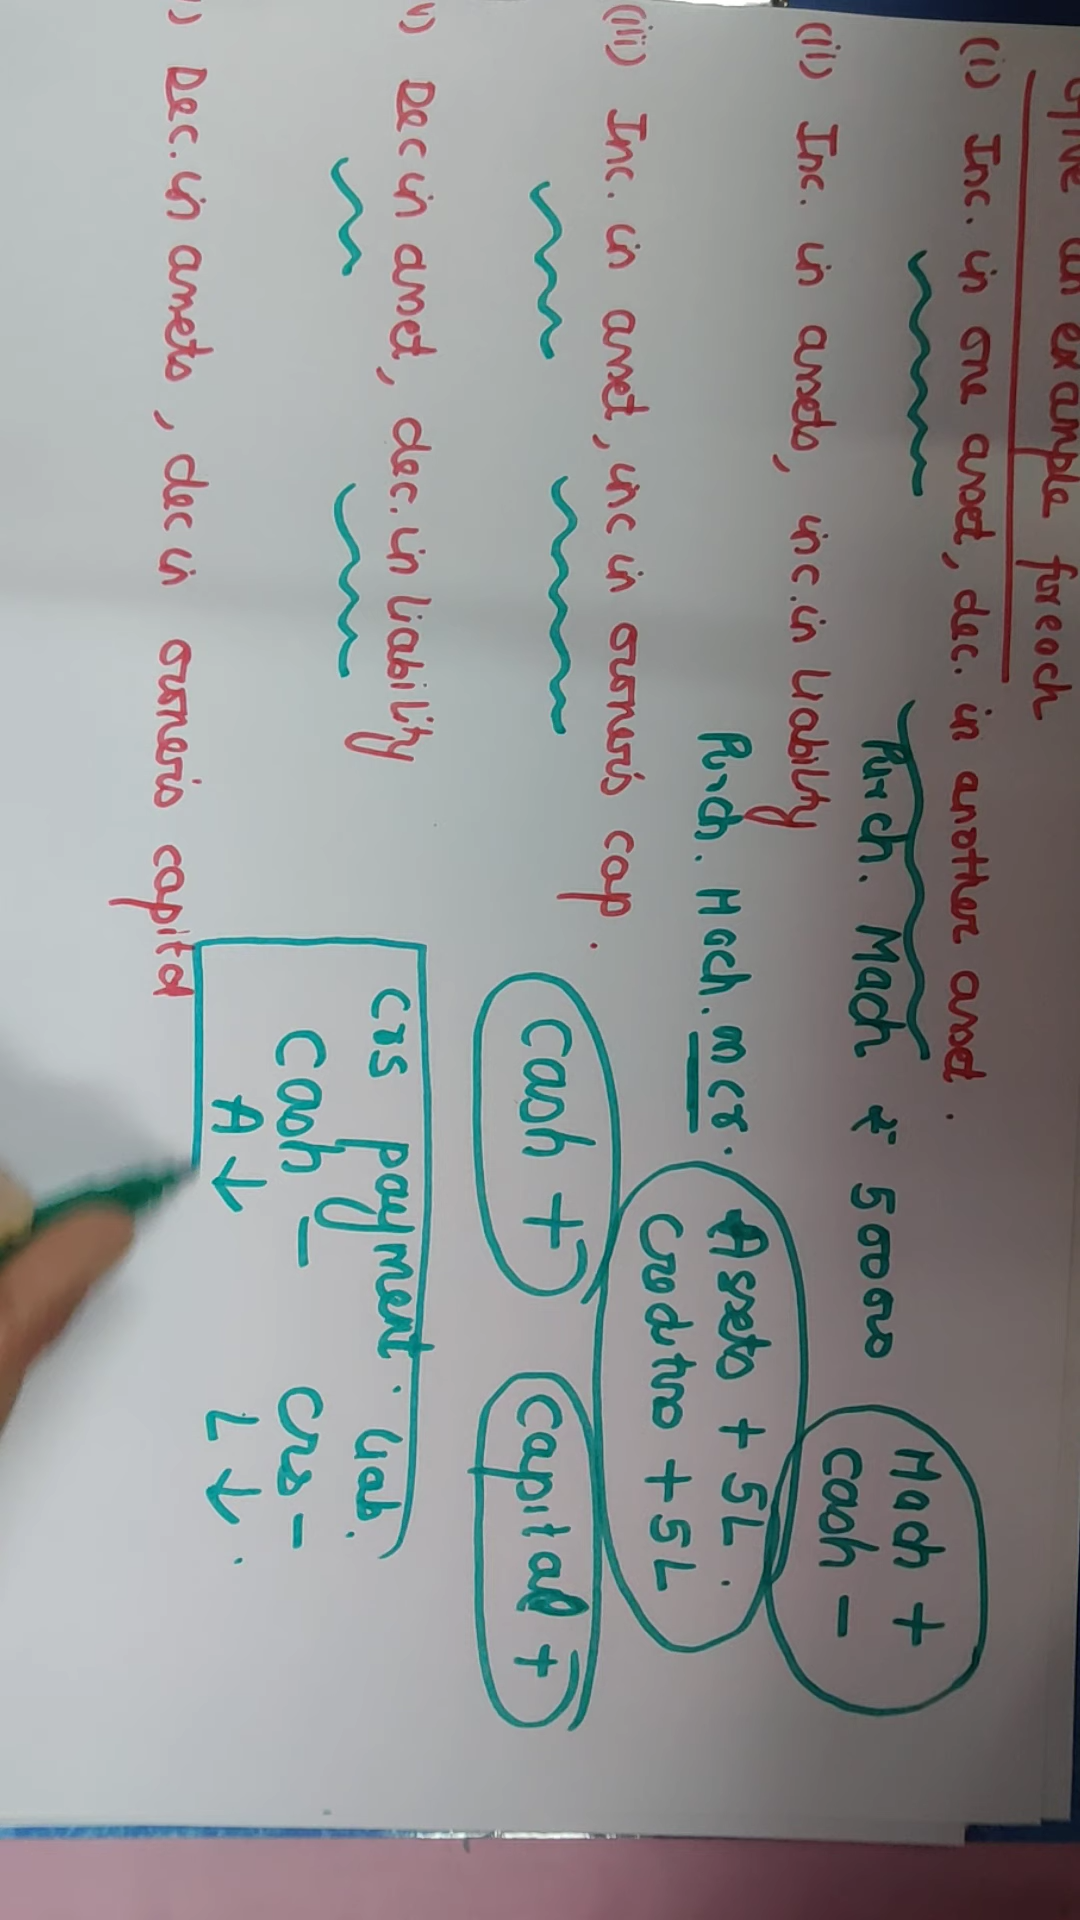 Give an example for each
(i) Inc. in one asset, dec. in another asset.
Purch. Mach ₹ 50000
Mach +
Cash -
(ii) Inc. in assets, inc. in liability
Purch. Mach. m cr.
Assets + 5L.
Creditors + 5L
(iii) Inc. in asset, inc in owner's cap.
Cash + Capital +
v) Dec in asset, dec. in liability
crs payment. Liab.
Cash - Crs -
A ↓ L ↓.
) Dec. in assets, dec in owner's capital